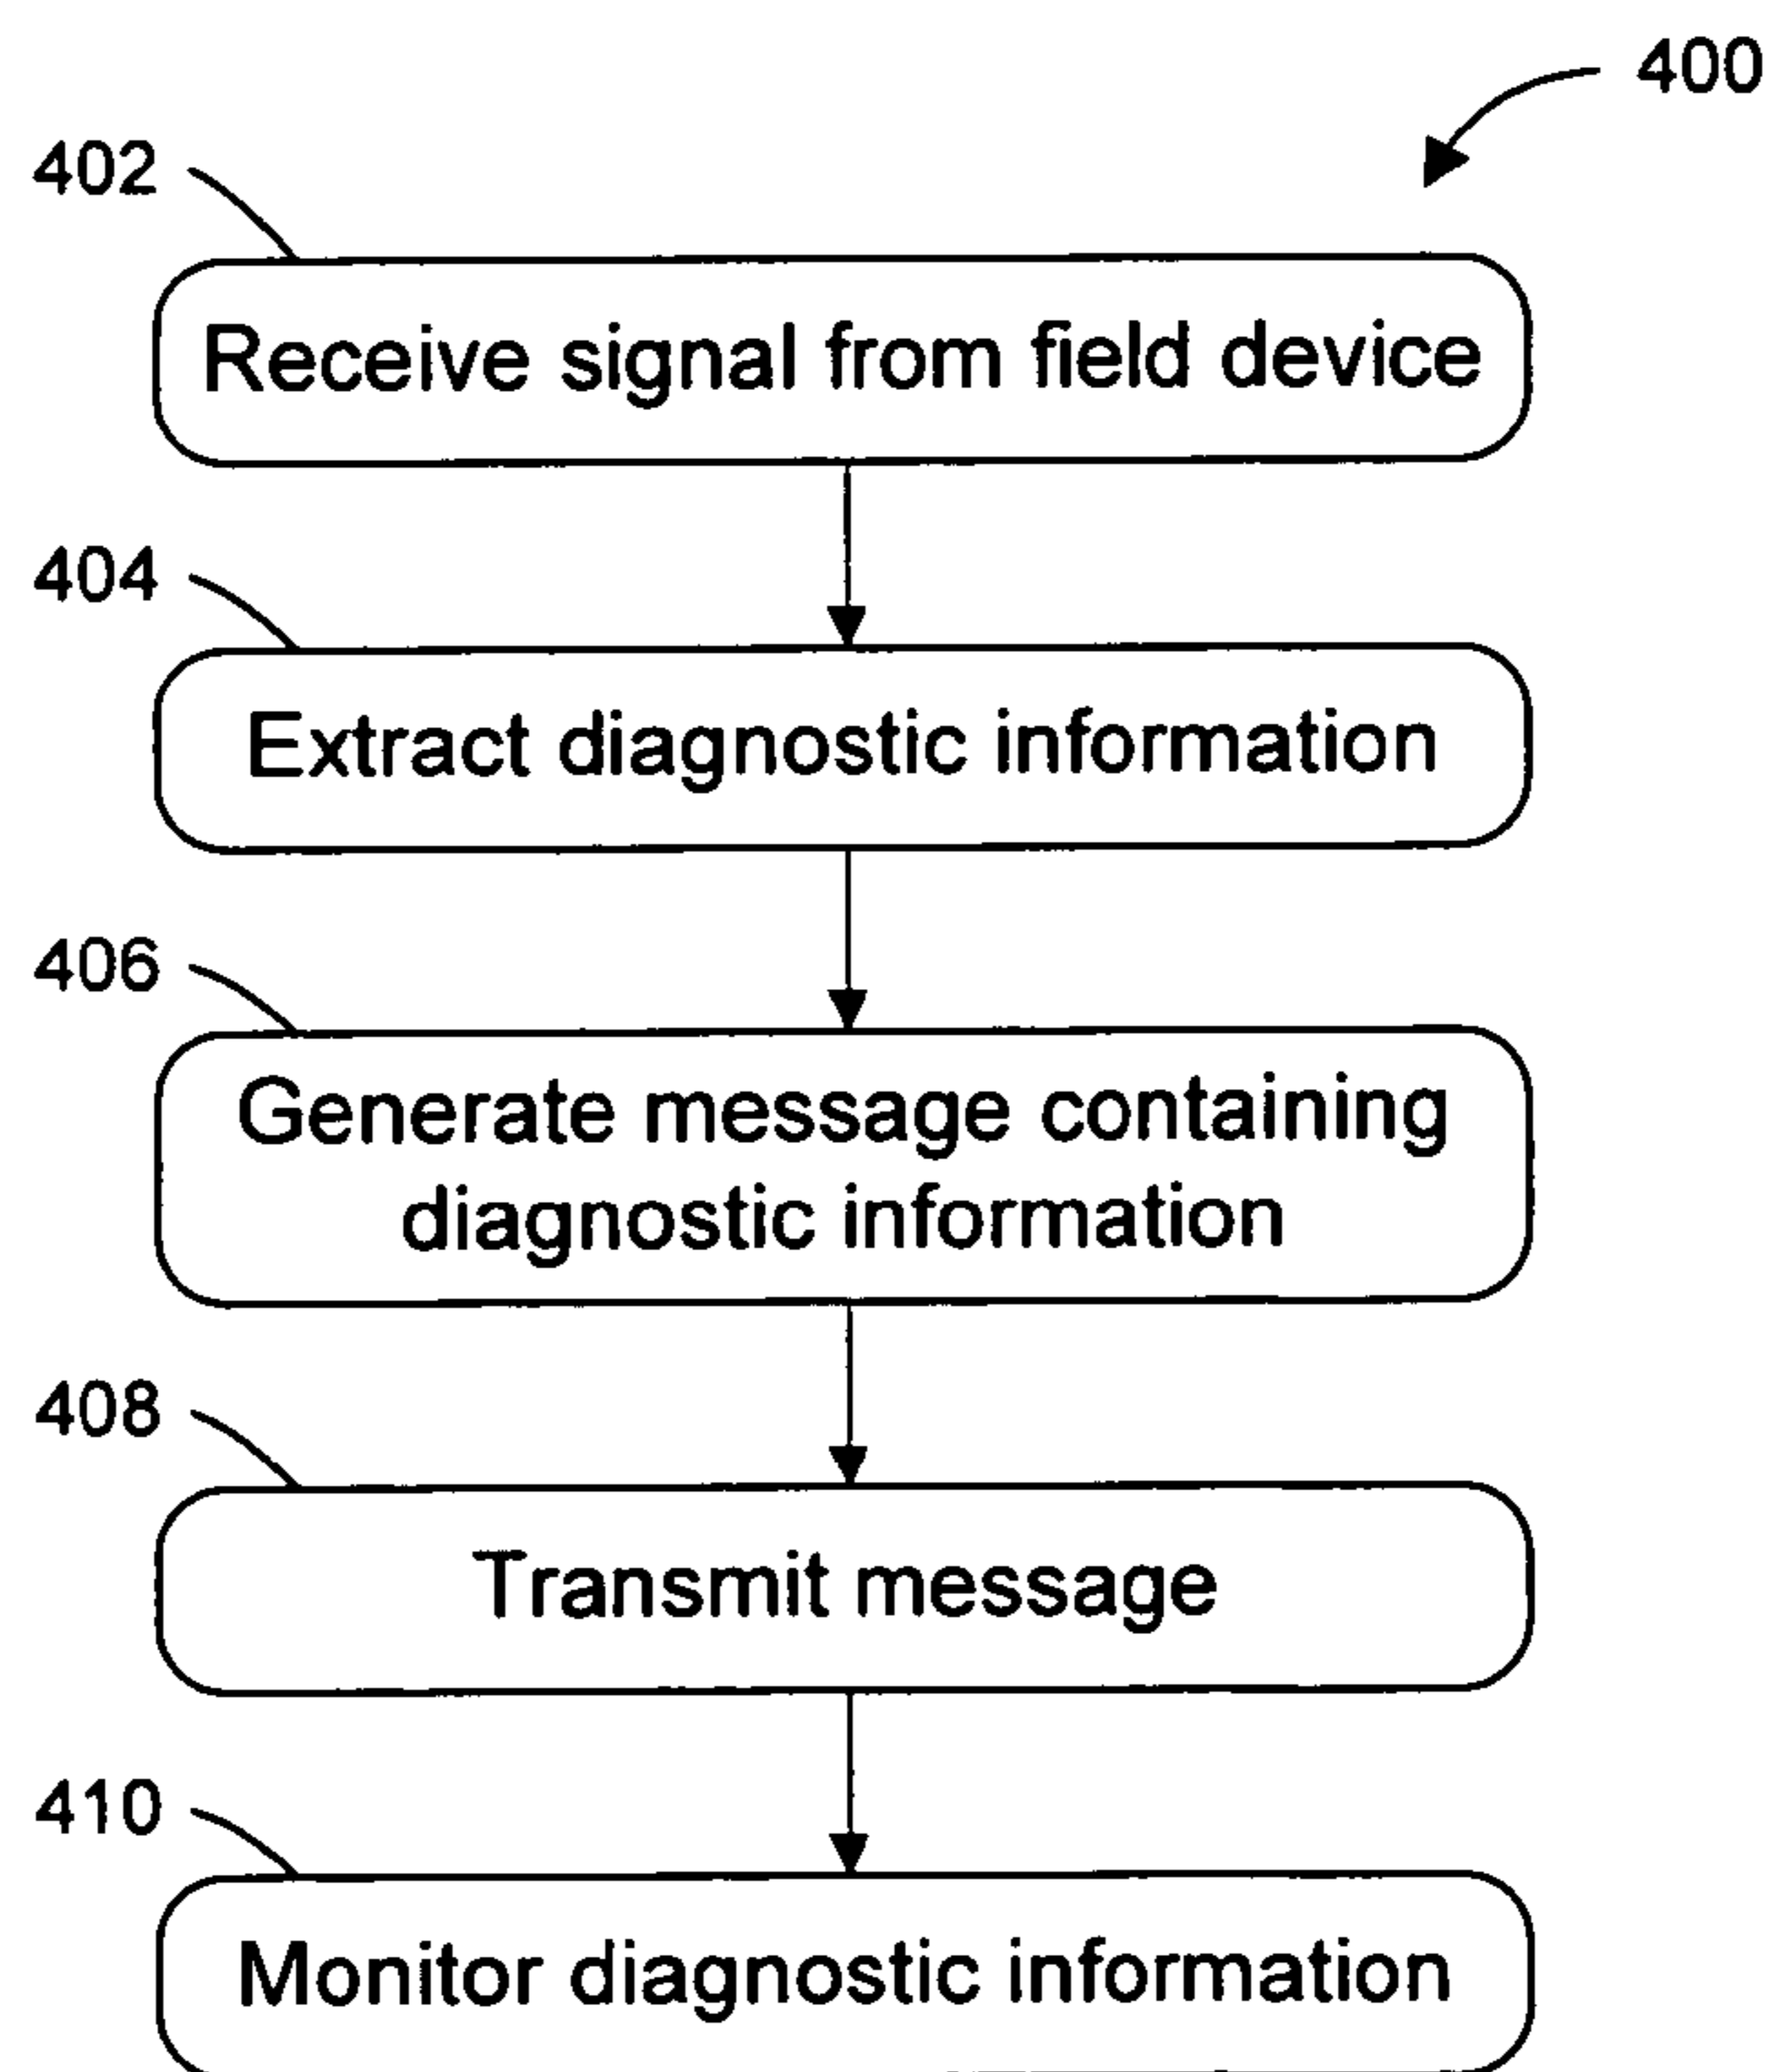 400
402
Receive signal from field device
404
Extract diagnostic information
406
Generate message containing
diagnostic information
408
Transmit message
410
Monitor diagnostic information